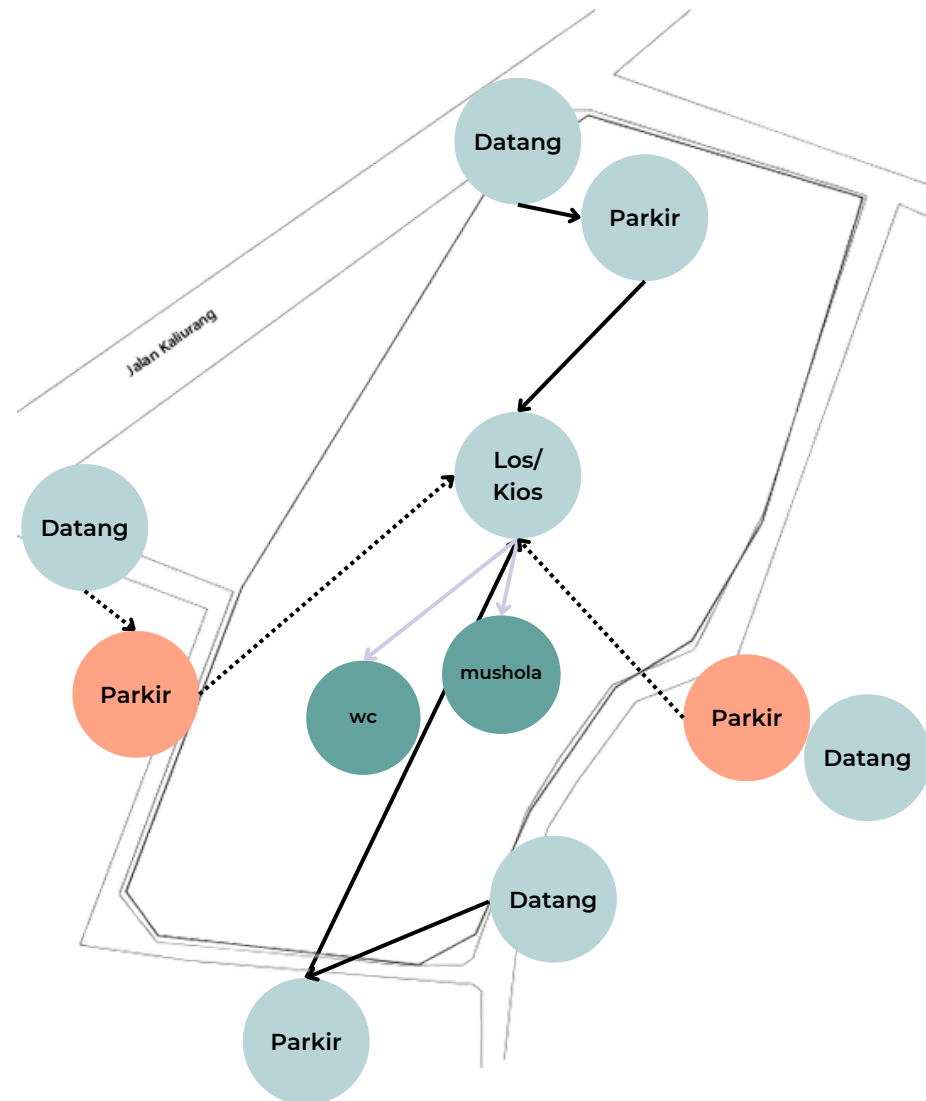 Datang
Parkir
Jalan Kaliurang
Los/
Kios
Datang
Parkir
mushola
wc
Parkir
Datang
Datang
Parkir